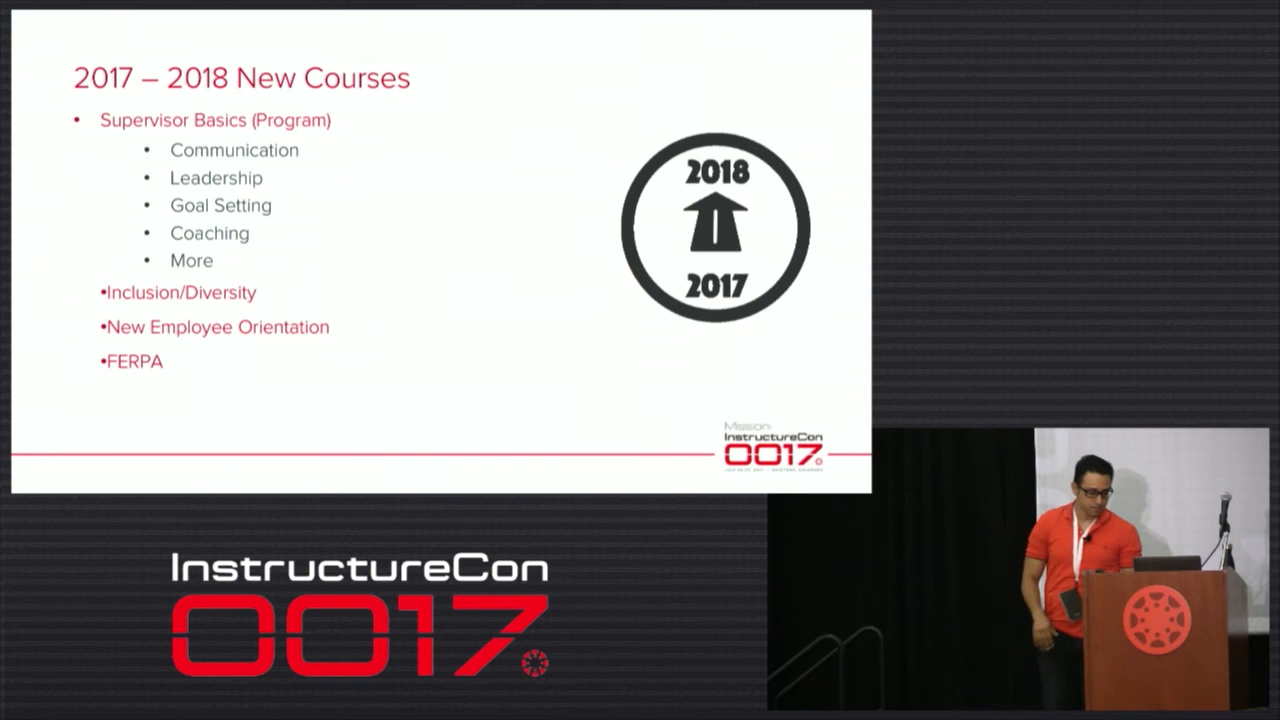 2017 – 2018 New Courses
• Supervisor Basics (Program)
• Communication
• Leadership
• Goal Setting
• Coaching
• More
•Inclusion/Diversity
•New Employee Orientation
•FERPA
2018
2017
Mission:
InstructureCon
0017
InstructureCon
0017